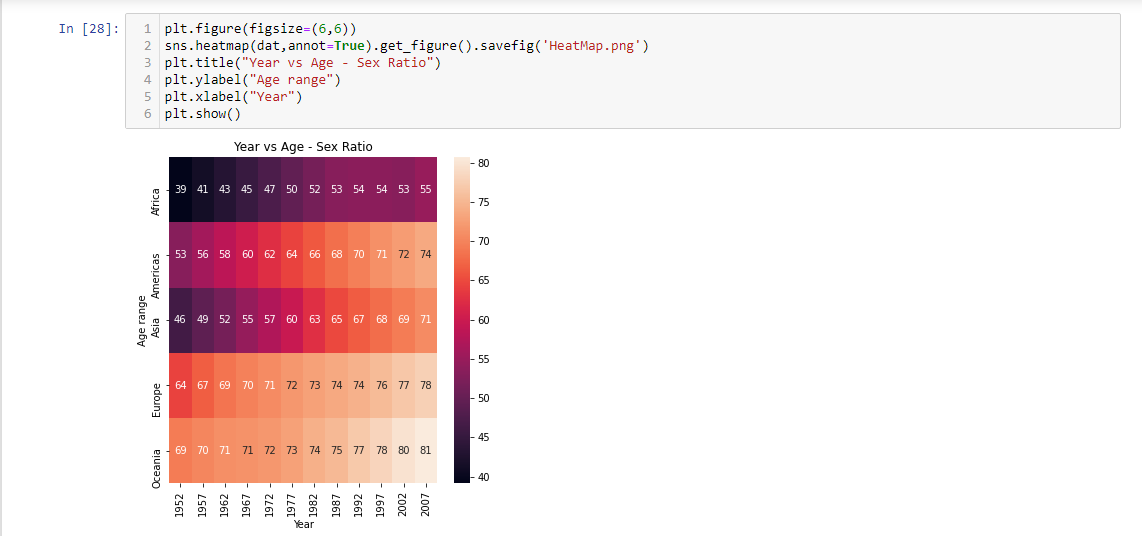 In [28]:
1 plt.figure(figsize=(6,6))
2 sns.heatmap(dat,annot=True).get_figure().savefig('HeatMap.png')
3 plt.title("Year vs Age - Sex Ratio")
4 plt.ylabel("Age range")
5 plt.xlabel("Year")
6 plt.show()
Year vs Age - Sex Ratio
Age range
Africa 39 41 43 45 47 50 52 53 54 54 53 55
Americas 53 56 58 60 62 64 66 68 70 71 72 74
Asia 46 49 52 55 57 60 63 65 67 68 69 71
Europe 64 67 69 70 71 72 73 74 74 76 77 78
Oceania 69 70 71 71 72 73 74 75 77 78 80 81
1952 1957 1962 1967 1972 1977 1982 1987 1992 1997 2002 2007
Year
80
75
70
65
60
55
50
45
40